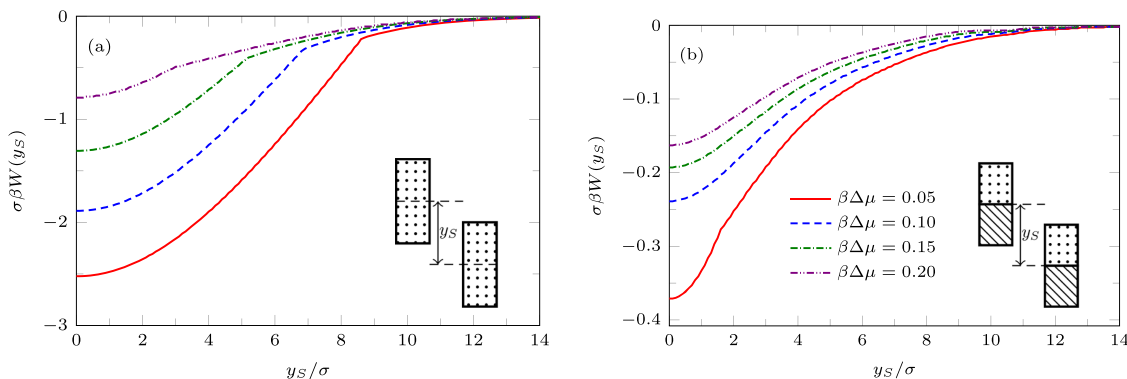 (a)
0
−1
−2
−3
σβW(y_S)
0 2 4 6 8 10 12 14
y_S/σ
y_S
(b)
0
−0.1
−0.2
−0.3
−0.4
σβW(y_S)
0 2 4 6 8 10 12 14
y_S/σ
y_S
βΔμ = 0.05
βΔμ = 0.10
βΔμ = 0.15
βΔμ = 0.20